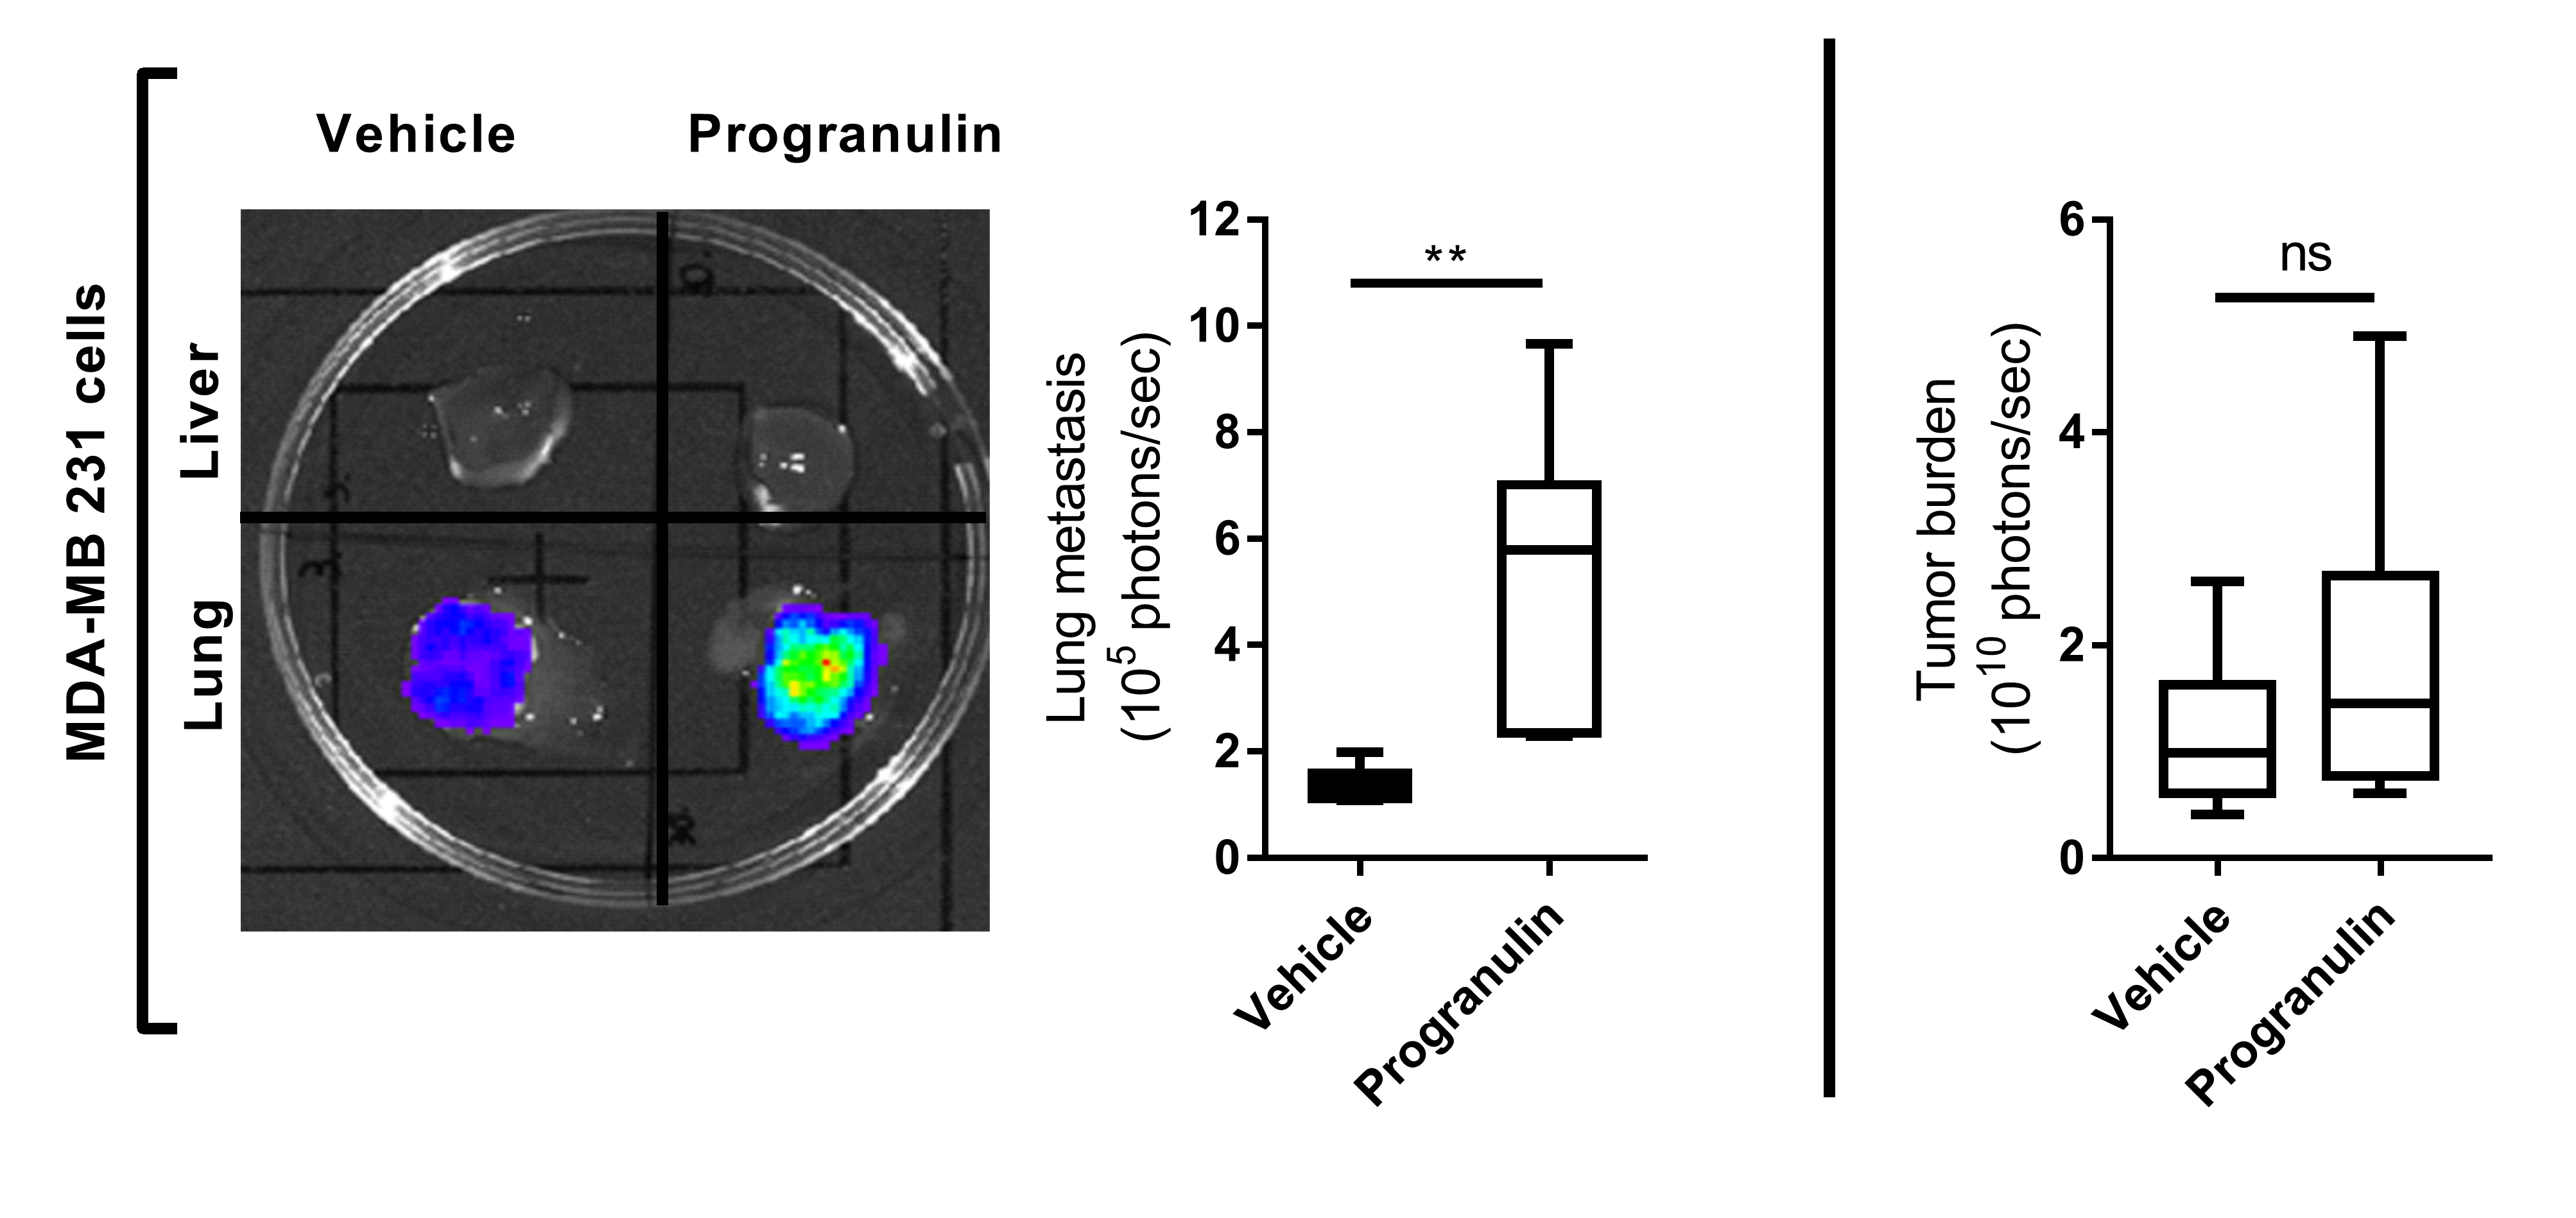 MDA-MB 231 cells
Vehicle
Progranulin
Liver
Lung
Lung metastasis
(10^5 photons/sec)
12
10
8
6
4
2
0
**
Vehicle
Progranulin
Tumor burden
(10^10 photons/sec)
6
4
2
0
ns
Vehicle
Progranulin